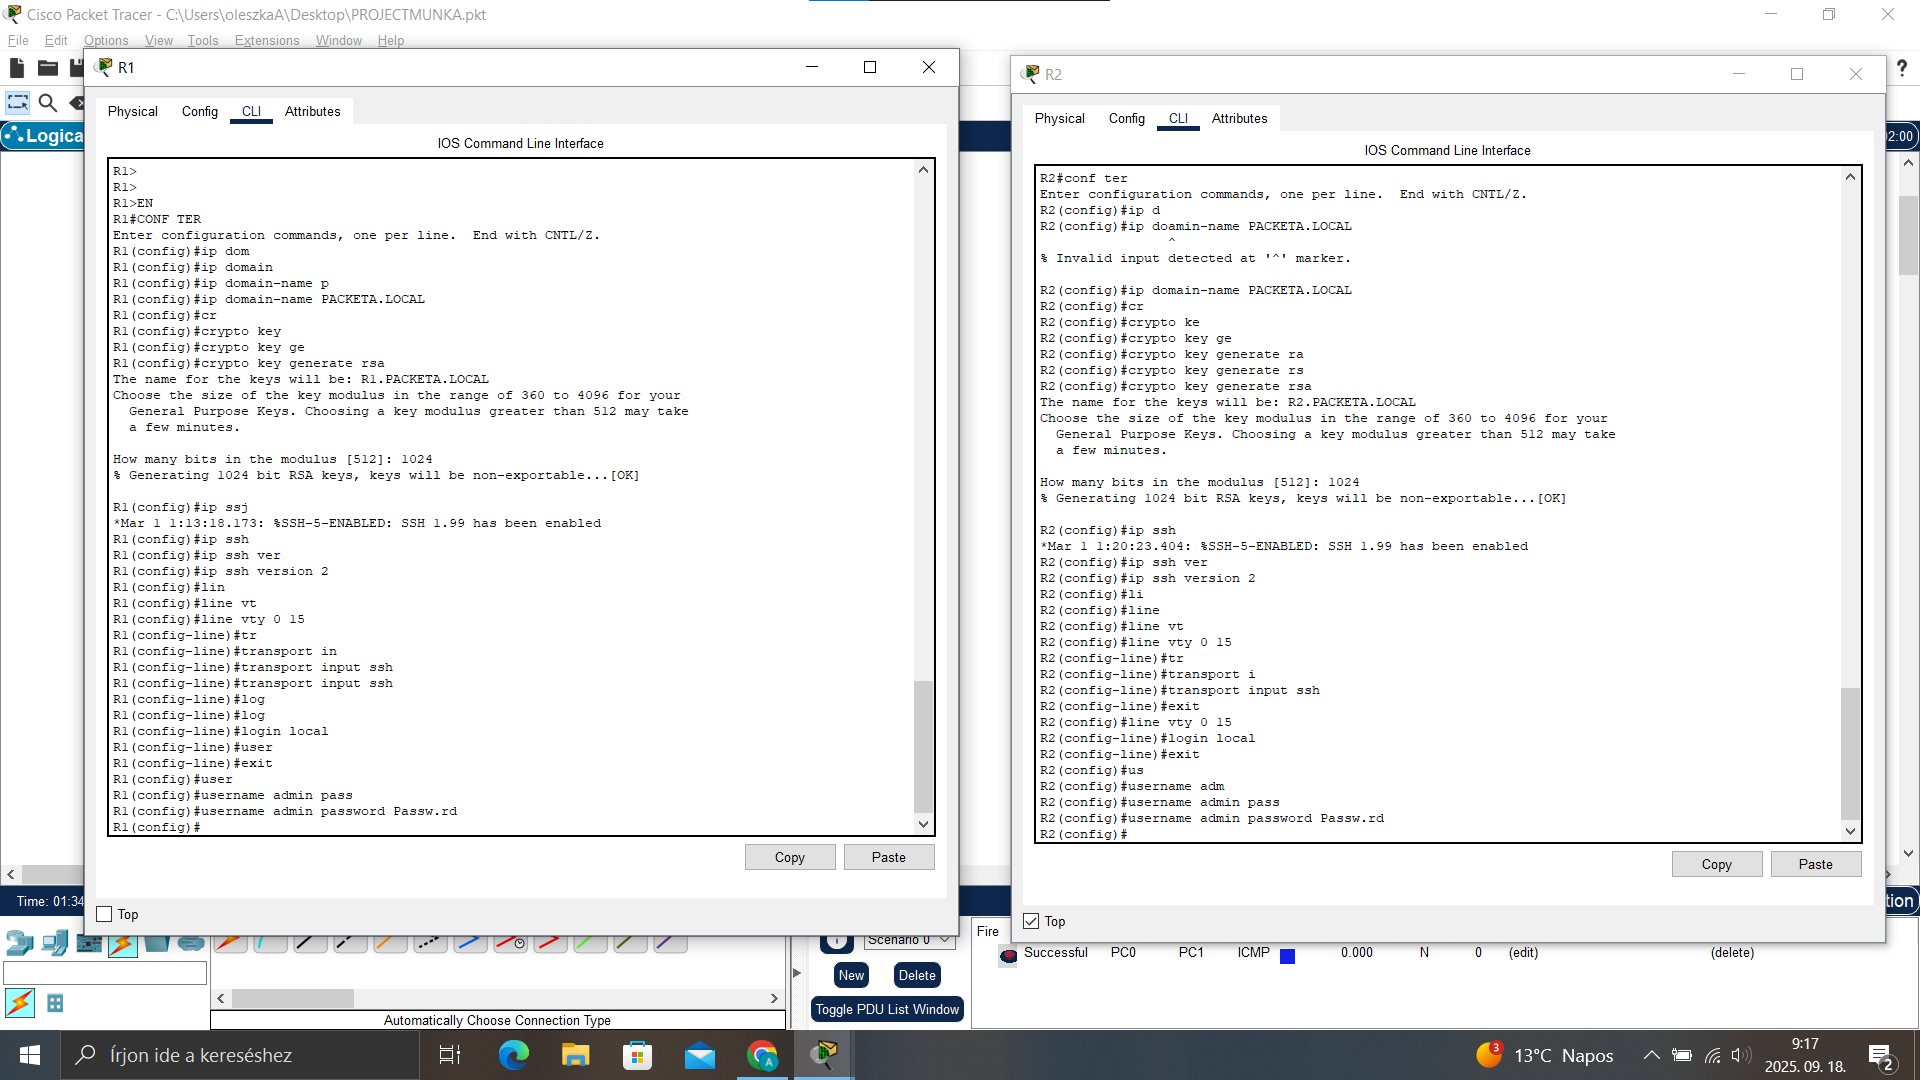 Cisco Packet Tracer - C:\Users\oleszkaA\Desktop\PROJECTMUNKA.pkt
File Edit Options View Tools Extensions Window Help
Logica
R1
Physical Config CLI Attributes
IOS Command Line Interface
R1>
R1>
R1>EN
R1#CONF TER
Enter configuration commands, one per line.  End with CNTL/Z.
R1(config)#ip dom
R1(config)#ip domain
R1(config)#ip domain-name p
R1(config)#ip domain-name PACKETA.LOCAL
R1(config)#cr
R1(config)#crypto key
R1(config)#crypto key ge
R1(config)#crypto key generate rsa
The name for the keys will be: R1.PACKETA.LOCAL
Choose the size of the key modulus in the range of 360 to 4096 for your
General Purpose Keys. Choosing a key modulus greater than 512 may take
a few minutes.
How many bits in the modulus [512]: 1024
% Generating 1024 bit RSA keys, keys will be non-exportable...[OK]
R1(config)#ip ssj
*Mar 1 1:13:18.173: %SSH-5-ENABLED: SSH 1.99 has been enabled
R1(config)#ip ssh
R1(config)#ip ssh ver
R1(config)#ip ssh version 2
R1(config)#lin
R1(config)#line vt
R1(config)#line vty 0 15
R1(config-line)#tr
R1(config-line)#transport in
R1(config-line)#transport input ssh
R1(config-line)#transport input ssh
R1(config-line)#log
R1(config-line)#log
R1(config-line)#login local
R1(config-line)#user
R1(config-line)#exit
R1(config)#user
R1(config)#username admin pass
R1(config)#username admin password Passw.rd
R1(config)#
Copy Paste
Top
R2
Physical Config CLI Attributes
IOS Command Line Interface
R2#conf ter
Enter configuration commands, one per line.  End with CNTL/Z.
R2(config)#ip d
R2(config)#ip doamin-name PACKETA.LOCAL
^
% Invalid input detected at '^' marker.
R2(config)#ip domain-name PACKETA.LOCAL
R2(config)#cr
R2(config)#crypto ke
R2(config)#crypto key ge
R2(config)#crypto key generate ra
R2(config)#crypto key generate rs
R2(config)#crypto key generate rsa
The name for the keys will be: R2.PACKETA.LOCAL
Choose the size of the key modulus in the range of 360 to 4096 for your
General Purpose Keys. Choosing a key modulus greater than 512 may take
a few minutes.
How many bits in the modulus [512]: 1024
% Generating 1024 bit RSA keys, keys will be non-exportable...[OK]
R2(config)#ip ssh
*Mar 1 1:20:23.404: %SSH-5-ENABLED: SSH 1.99 has been enabled
R2(config)#ip ssh ver
R2(config)#ip ssh version 2
R2(config)#li
R2(config)#line
R2(config)#line vt
R2(config)#line vty 0 15
R2(config-line)#tr
R2(config-line)#transport i
R2(config-line)#transport input ssh
R2(config-line)#exit
R2(config)#line vty 0 15
R2(config-line)#login local
R2(config-line)#exit
R2(config)#us
R2(config)#username adm
R2(config)#username admin pass
R2(config)#username admin password Passw.rd
R2(config)#
Copy Paste
Top
2:00
Time: 01:34
tion
Scenario 0
Fire
Successful PC0 PC1 ICMP 0.000 N 0 (edit) (delete)
New Delete
Toggle PDU List Window
Automatically Choose Connection Type
Írjon ide a kereséshez
A
3
13°C Napos
9:17
2025. 09. 18.
2